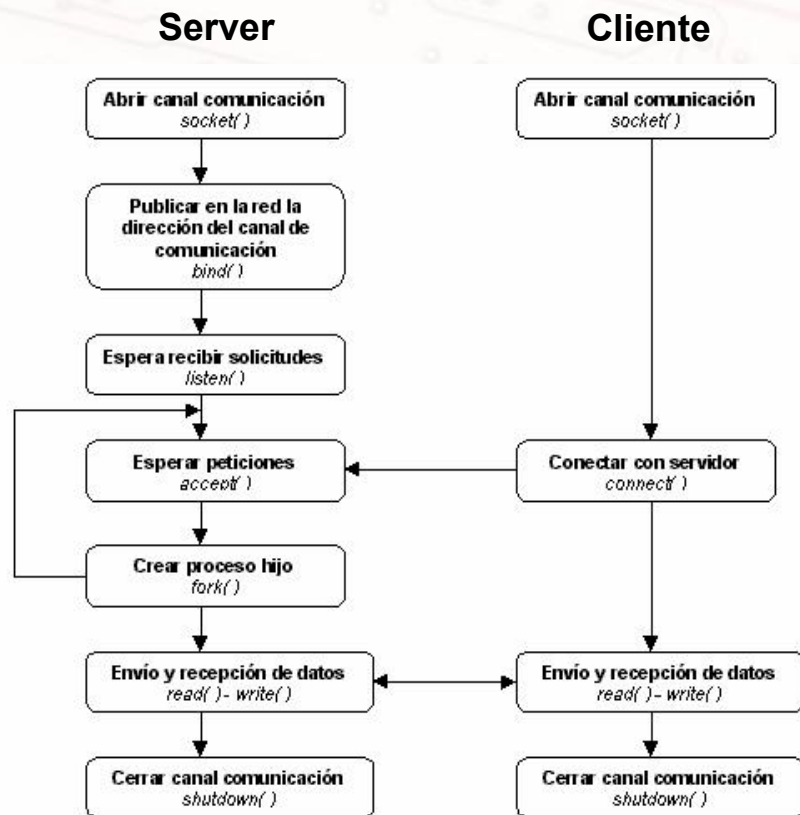 Server
Abrir canal comunicación
socket( )
Publicar en la red la
dirección del canal de
comunicación
bind( )
Espera recibir solicitudes
listen( )
Esperar peticiones
accept( )
Crear proceso hijo
fork( )
Envío y recepción de datos
read( ) - write( )
Cerrar canal comunicación
shutdown( )
Cliente
Abrir canal comunicación
socket( )
Conectar con servidor
connect( )
Envío y recepción de datos
read( ) - write( )
Cerrar canal comunicación
shutdown( )